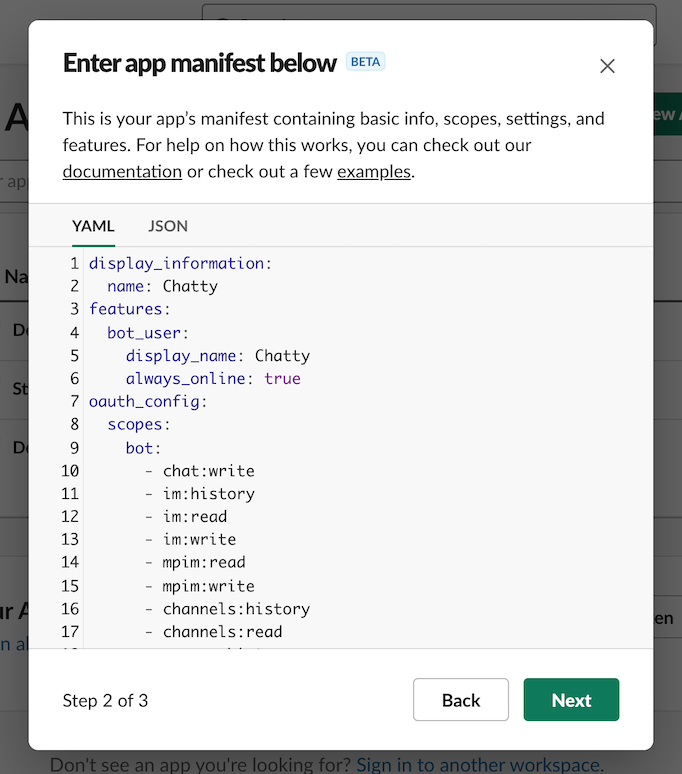 Enter app manifest below BETA
This is your app's manifest containing basic info, scopes, settings, and
features. For help on how this works, you can check out our
documentation or check out a few examples.
YAML JSON
1 display_information:
2 name: Chatty
3 features:
4 bot_user:
5 display_name: Chatty
6 always_online: true
7 oauth_config:
8 scopes:
9 bot:
10 - chat:write
11 - im:history
12 - im:read
13 - im:write
14 - mpim:read
15 - mpim:write
16 - channels:history
17 - channels:read
Step 2 of 3
Back
Next
Don't see an app you're looking for? Sign in to another workspace.